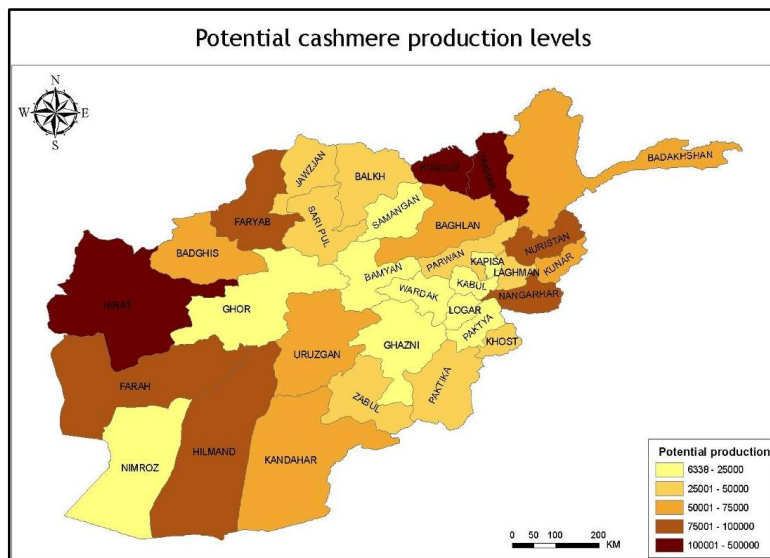 Potential cashmere production levels
N
W
E
S
JAWZJAN
BALKH
KUNDUZ
TAKHAR
BADAKHSHAN
SAMANGAN
SARI PUL
FARYAB
BAGHLAN
BADGHIS
NURISTAN
KAPISA
PARWAN
KUNAR
LAGHMAN
BAMYAN
KABUL
WARDAK
NANGARHAR
HIRAT
GHOR
LOGAR
PAKTYA
GHAZNI
KHOST
URUZGAN
FARAH
PAKTIKA
ZABUL
HILMAND
KANDAHAR
NIMROZ
Potential production
6338 - 25000
25001 - 50000
50001 - 75000
75001 - 100000
100001 - 500000
0 50 100 200
KM